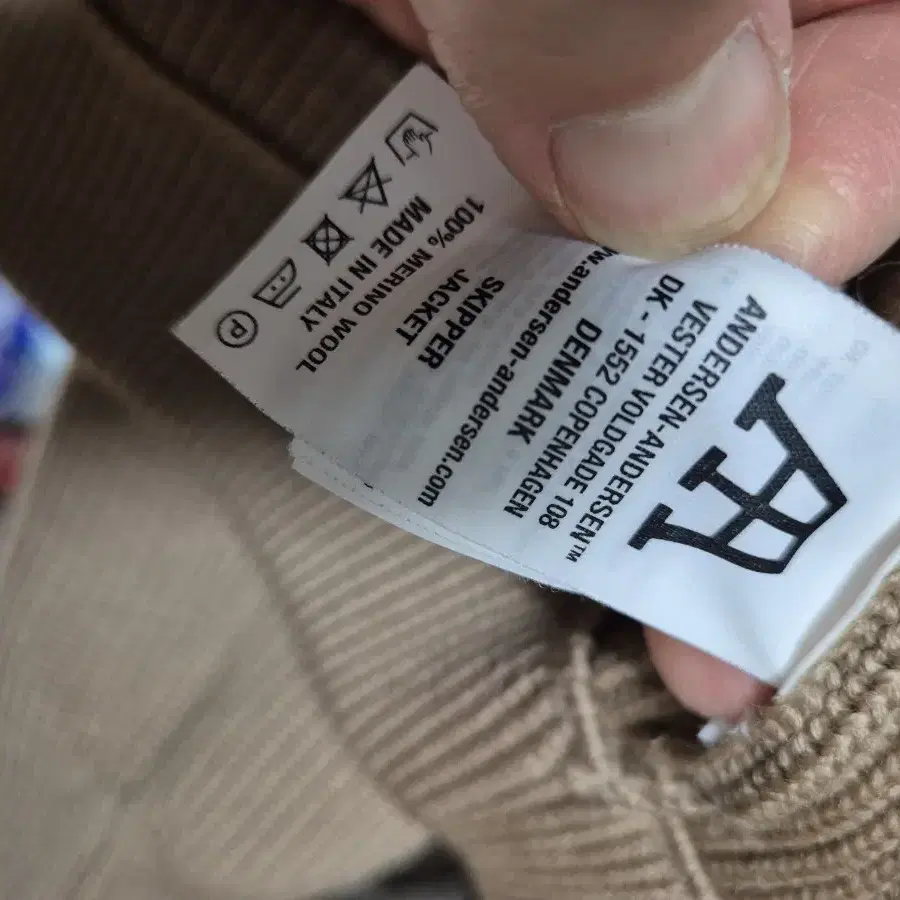 ANDERSEN-ANDERSEN™
VESTER VOLDGADE 108
DK - 1552 COPENHAGEN
DENMARK
www.andersen-andersen.com
SKIPPER
JACKET
100% MERINO WOOL
MADE IN ITALY
P